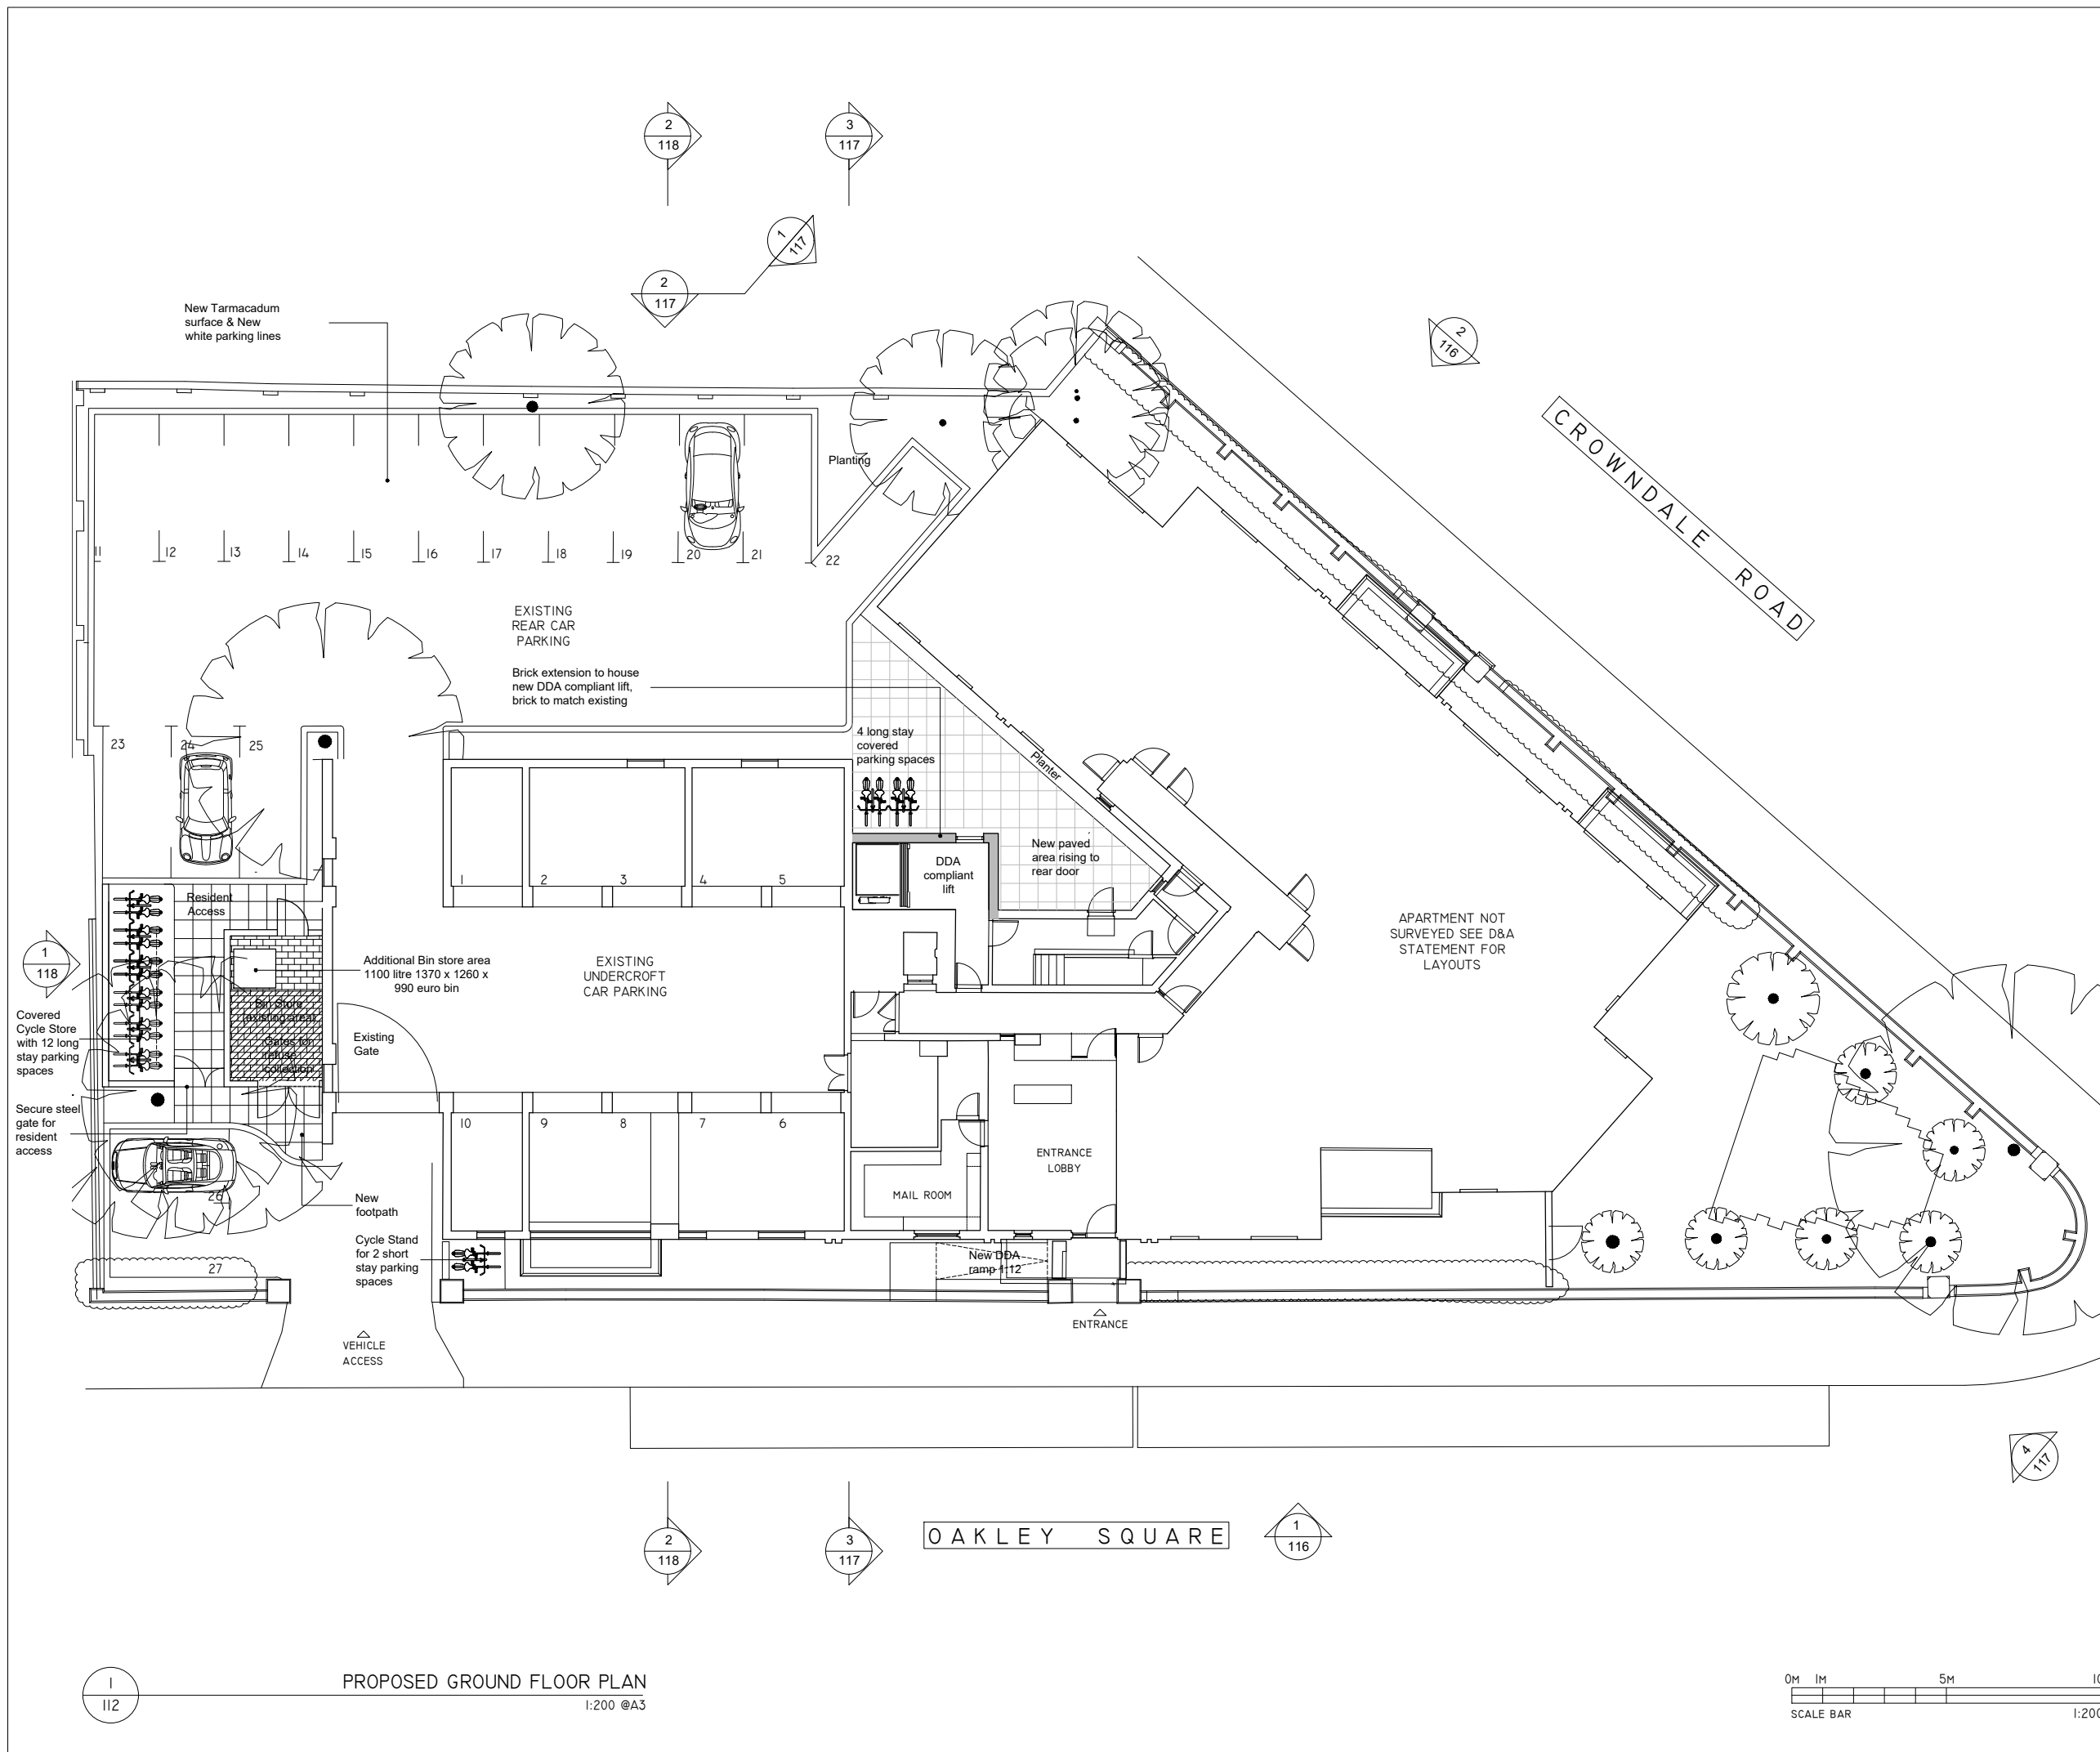 2
118
3
117
1
117
2
117
New Tarmacadum
surface & New
white parking lines
2
116
CROWNDALE ROAD
Planting
11
12
13
14
15
16
17
18
19
20
21
22
EXISTING
REAR CAR
PARKING
Brick extension to house
new DDA compliant lift,
brick to match existing
23
24
25
4 long stay
covered
parking spaces
Planter
1
2
3
4
5
DDA
compliant
lift
New paved
area rising to
rear door
Resident
Access
APARTMENT NOT
SURVEYED SEE D&A
STATEMENT FOR
LAYOUTS
1
118
Additional Bin store area
1100 litre 1370 x 1260 x
990 euro bin
EXISTING
UNDERCROFT
CAR PARKING
Bin Store
(existing area)
Covered
Cycle Store
with 12 long
stay parking
spaces
Gates for
refuse
collection
Existing
Gate
Secure steel
gate for
resident
access
10
9
8
7
6
ENTRANCE
LOBBY
MAIL ROOM
26
New
footpath
Cycle Stand
for 2 short
stay parking
spaces
New DDA
ramp 1:12
27
ENTRANCE
VEHICLE
ACCESS
4
117
2
118
3
117
OAKLEY SQUARE
1
116
1
112
PROPOSED GROUND FLOOR PLAN
1:200 @A3
0M 1M 5M 10
SCALE BAR 1:200